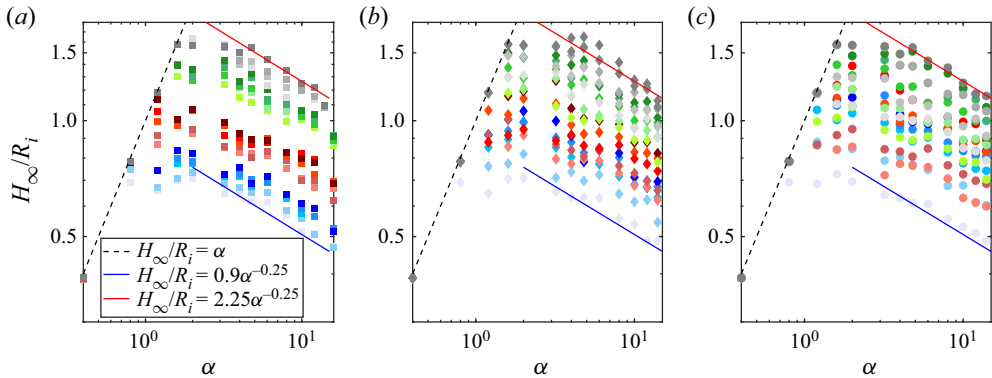 (a) (b) (c)
1.5 1.5 1.5
1.0 1.0 1.0
H∞/Ri
0.5 0.5 0.5
H∞/Ri = α
H∞/Ri = 0.9α^−0.25
H∞/Ri = 2.25α^−0.25
10^0 10^1 10^0 10^1 10^0 10^1
α α α